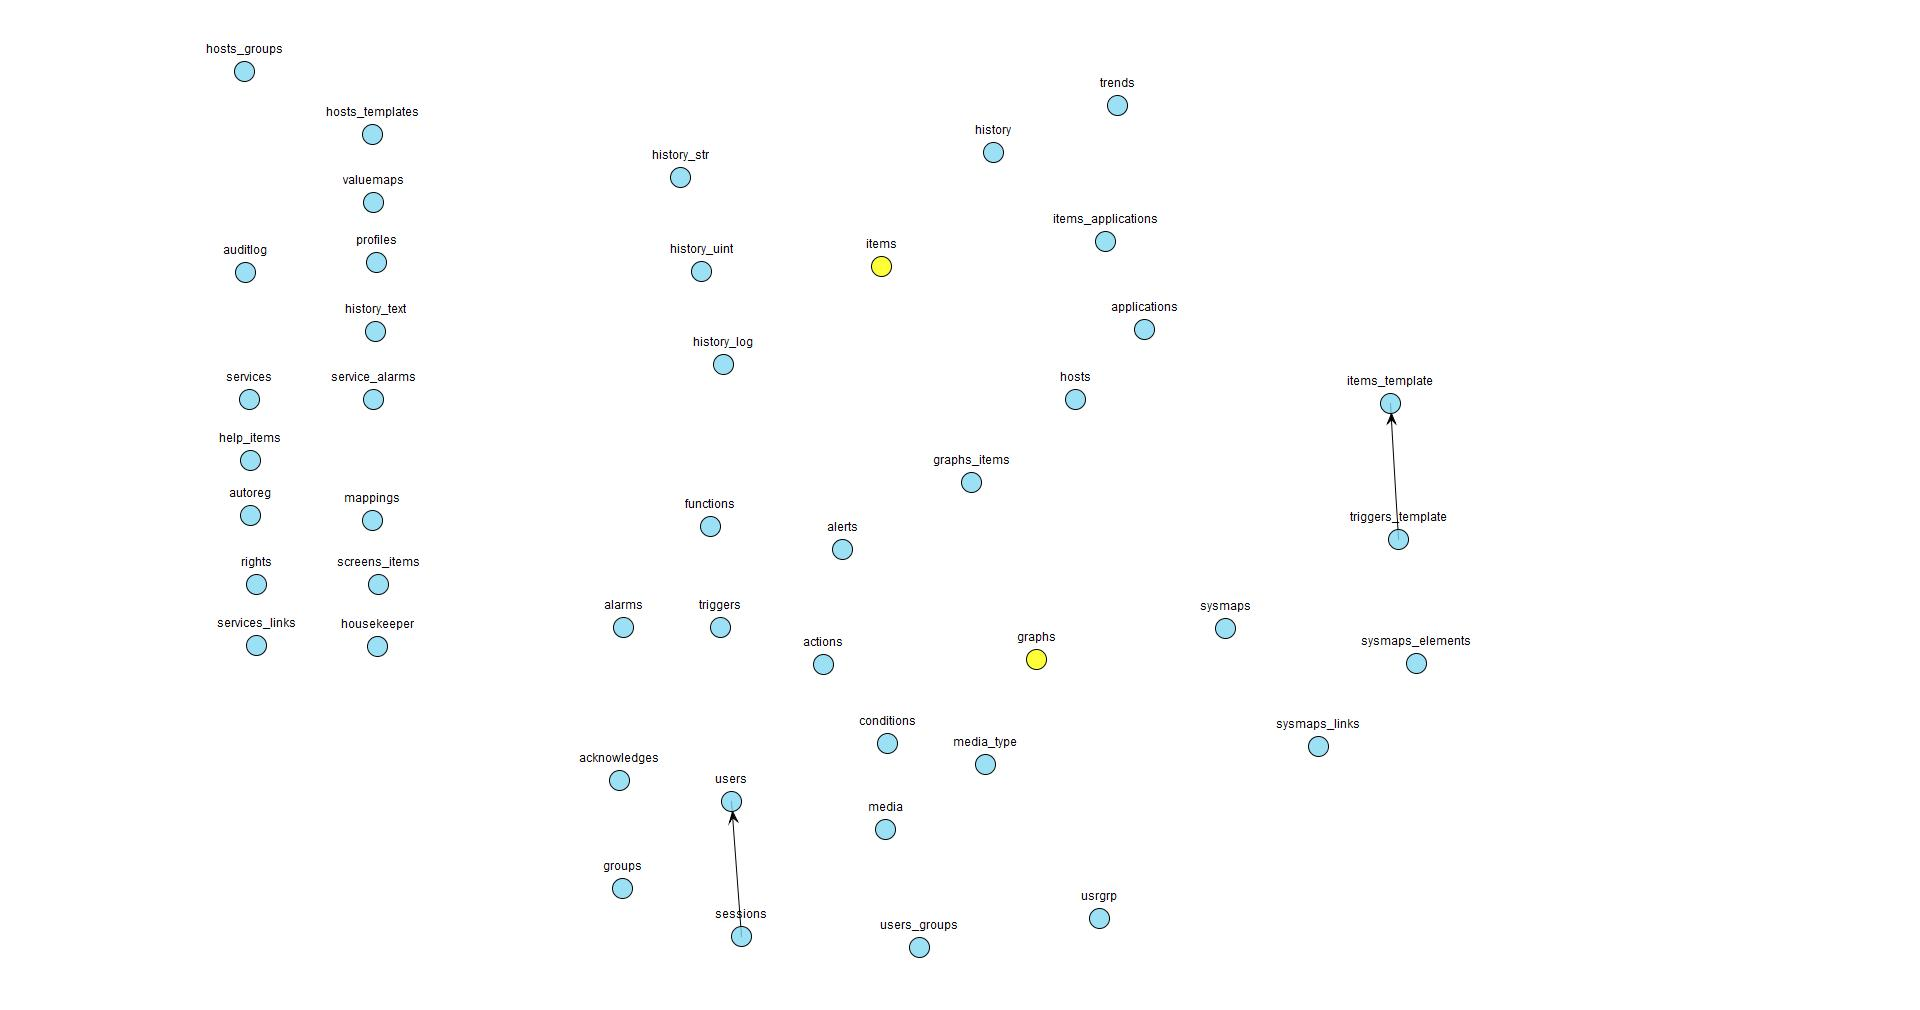 hosts_groups
trends
hosts_templates
history
history_str
valuemaps
items_applications
profiles
items
history_uint
auditlog
applications
history_text
history_log
services
service_alarms
hosts
items_template
help_items
graphs_items
autoreg
mappings
functions
triggers_template
alerts
rights
screens_items
alarms
triggers
sysmaps
services_links
housekeeper
graphs
actions
sysmaps_elements
conditions
sysmaps_links
media_type
acknowledges
users
media
groups
usrgrp
sessions
users_groups